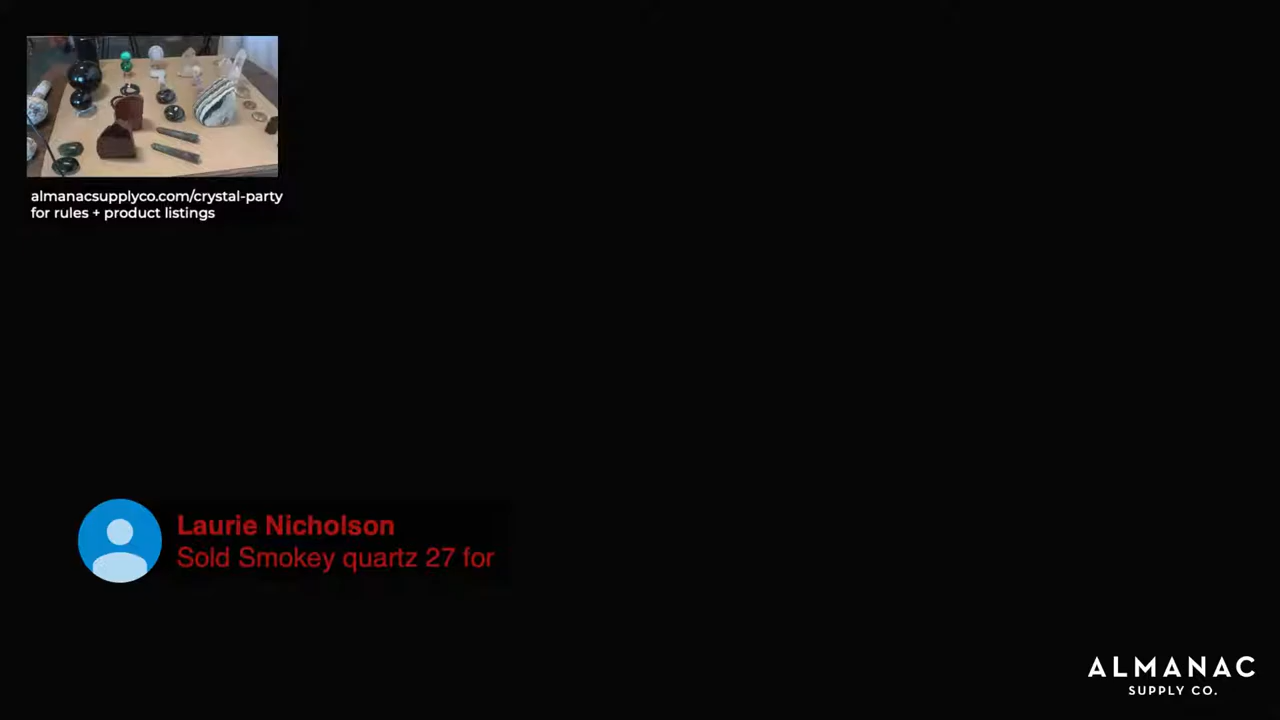 almanacsupplyco.com/crystal-party
for rules + product listings
Laurie Nicholson
Sold Smokey quartz 27 for
ALMANAC
SUPPLY CO.